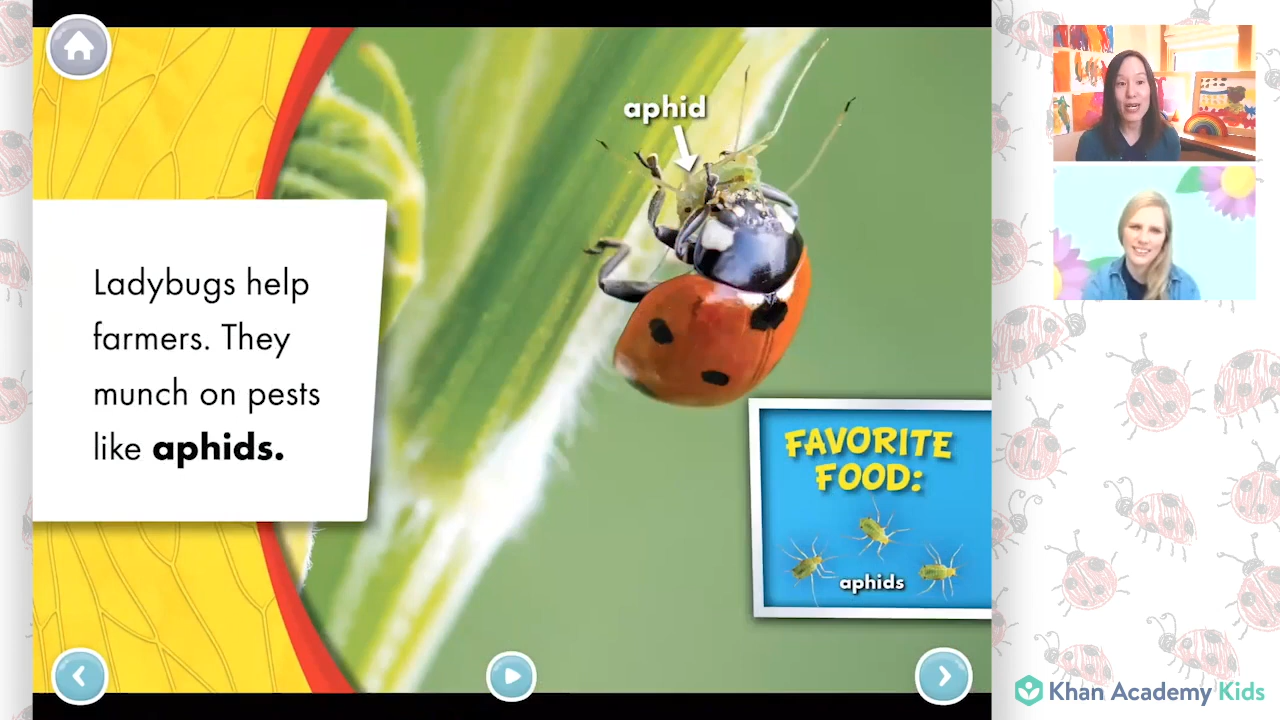 aphid
Ladybugs help
farmers. They
munch on pests
like aphids.
FAVORITE
FOOD:
aphids
Khan Academy Kids